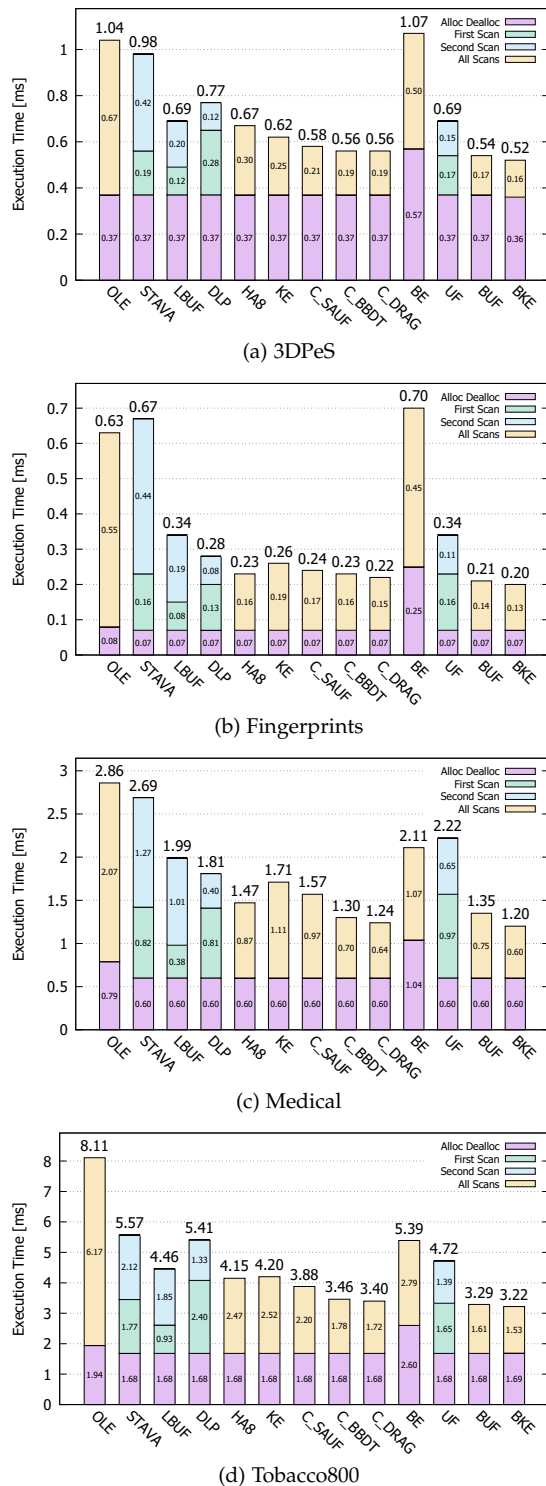 Execution Time [ms]
1
0.8
0.6
0.4
0.2
0
1.04 0.98 0.69 0.77 0.67 0.62 0.58 0.56 0.56 1.07 0.69 0.54 0.52
Alloc Dealloc
First Scan
Second Scan
All Scans
0.67 0.42 0.20 0.12 0.30 0.25 0.21 0.19 0.19 0.50 0.15 0.17 0.16
0.19 0.12 0.28 0.17
0.37 0.37 0.37 0.37 0.37 0.37 0.37 0.37 0.37 0.57 0.37 0.37 0.36
OLE STAVA LBUF DLP HA8 KE C_SAUF C_BBDT C_DRAG BE UF BUF BKE
(a) 3DPeS
Execution Time [ms]
0.7
0.6
0.5
0.4
0.3
0.2
0.1
0
0.63 0.67 0.34 0.28 0.23 0.26 0.24 0.23 0.22 0.70 0.34 0.21 0.20
Alloc Dealloc
First Scan
Second Scan
All Scans
0.55 0.44 0.19 0.08 0.16 0.19 0.17 0.16 0.15 0.45 0.11 0.14 0.13
0.16 0.08 0.13 0.16
0.08 0.07 0.07 0.07 0.07 0.07 0.07 0.07 0.07 0.25 0.07 0.07 0.07
OLE STAVA LBUF DLP HA8 KE C_SAUF C_BBDT C_DRAG BE UF BUF BKE
(b) Fingerprints
Execution Time [ms]
3
2.5
2
1.5
1
0.5
0
2.86 2.69 1.99 1.81 1.47 1.71 1.57 1.30 1.24 2.11 2.22 1.35 1.20
Alloc Dealloc
First Scan
Second Scan
All Scans
2.07 1.27 1.01 0.40 0.87 1.11 0.97 0.70 0.64 1.07 0.65 0.75 0.60
0.82 0.38 0.81 0.97
0.79 0.60 0.60 0.60 0.60 0.60 0.60 0.60 0.60 1.04 0.60 0.60 0.60
OLE STAVA LBUF DLP HA8 KE C_SAUF C_BBDT C_DRAG BE UF BUF BKE
(c) Medical
Execution Time [ms]
8
7
6
5
4
3
2
1
0
8.11 5.57 4.46 5.41 4.15 4.20 3.88 3.46 3.40 5.39 4.72 3.29 3.22
Alloc Dealloc
First Scan
Second Scan
All Scans
6.17 2.12 1.85 1.33 2.47 2.52 2.20 1.78 1.72 2.79 1.39 1.61 1.53
1.77 0.93 2.40 1.65
1.94 1.68 1.68 1.68 1.68 1.68 1.68 1.68 1.68 2.60 1.68 1.68 1.69
OLE STAVA LBUF DLP HA8 KE C_SAUF C_BBDT C_DRAG BE UF BUF BKE
(d) Tobacco800